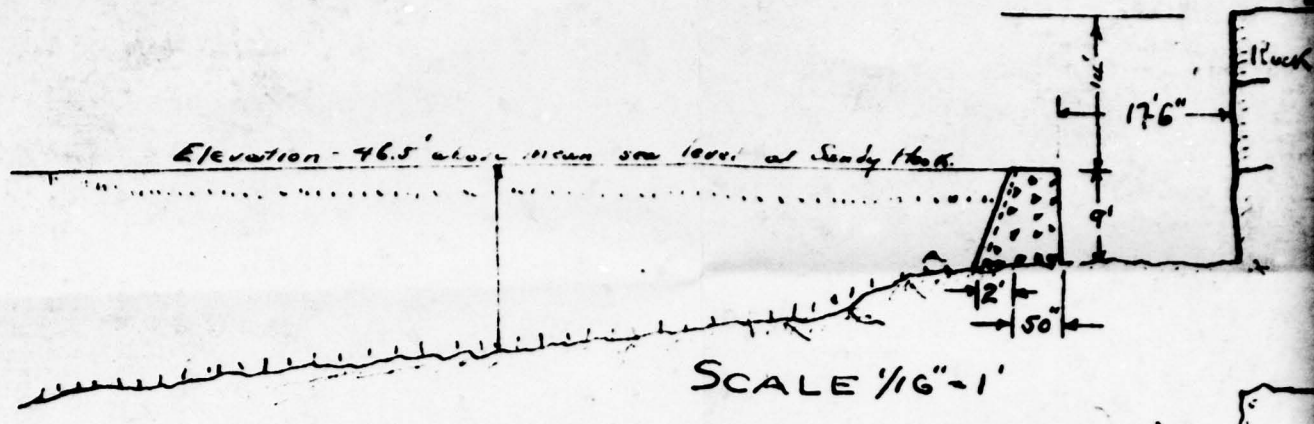 Rock
17'6"
Elevation - 46.5' above mean sea level at Sandy Hook.
9'
2'
50"
SCALE 1/16"-1'